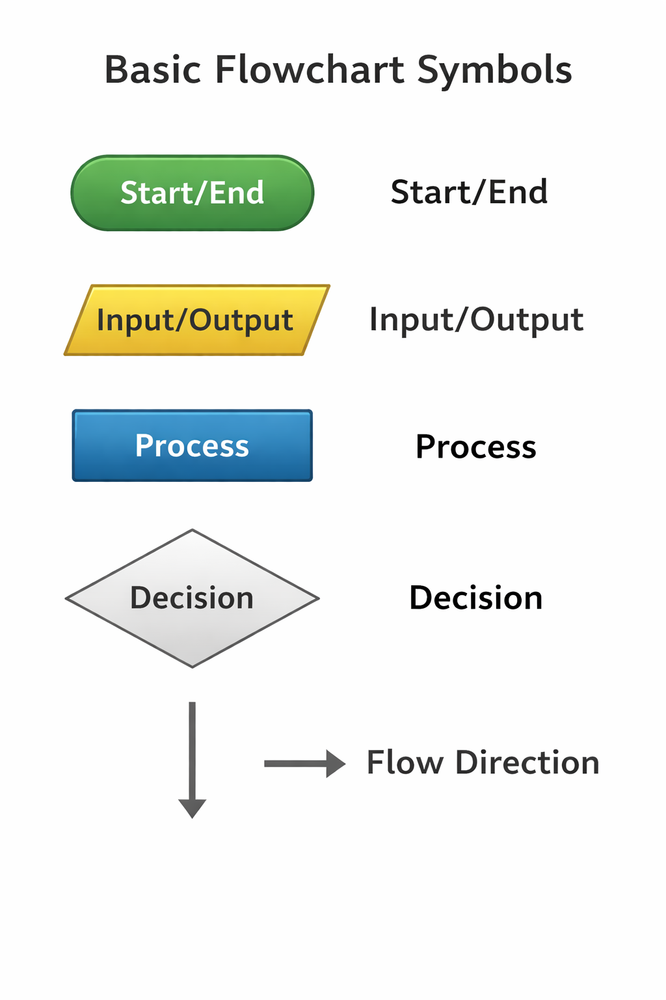 Basic Flowchart Symbols
Start/End
Start/End
Input/Output
Input/Output
Process
Process
Decision
Decision
Flow Direction